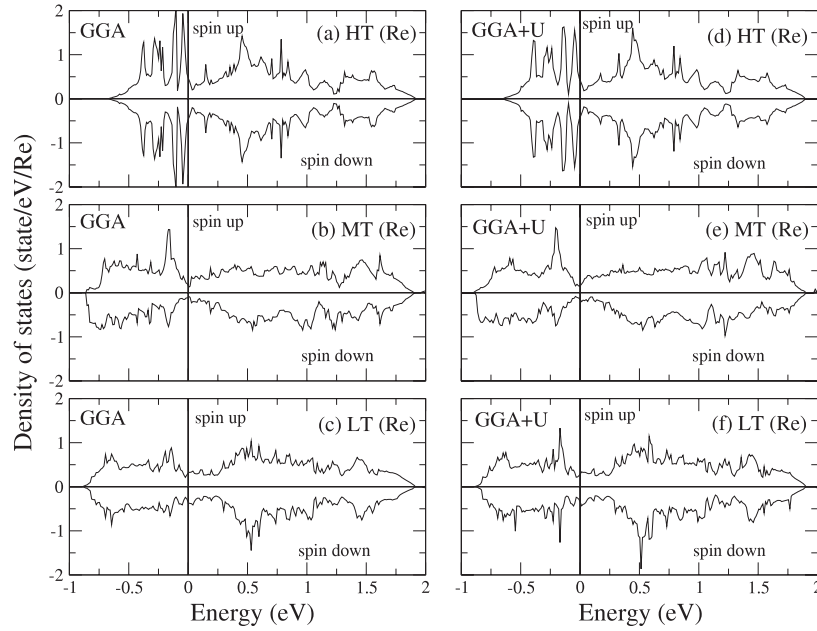 Density of states (state/eV/Re)
GGA
spin up
(a) HT (Re)
spin down
2
1
0
-1
-2
GGA+U
spin up
(d) HT (Re)
spin down
GGA
spin up
(b) MT (Re)
spin down
2
1
0
-1
-2
GGA+U
spin up
(e) MT (Re)
spin down
GGA
spin up
(c) LT (Re)
spin down
2
1
0
-1
-2
GGA+U
spin up
(f) LT (Re)
spin down
-1 -0.5 0 0.5 1 1.5 2
-1 -0.5 0 0.5 1 1.5 2
Energy (eV)
Energy (eV)